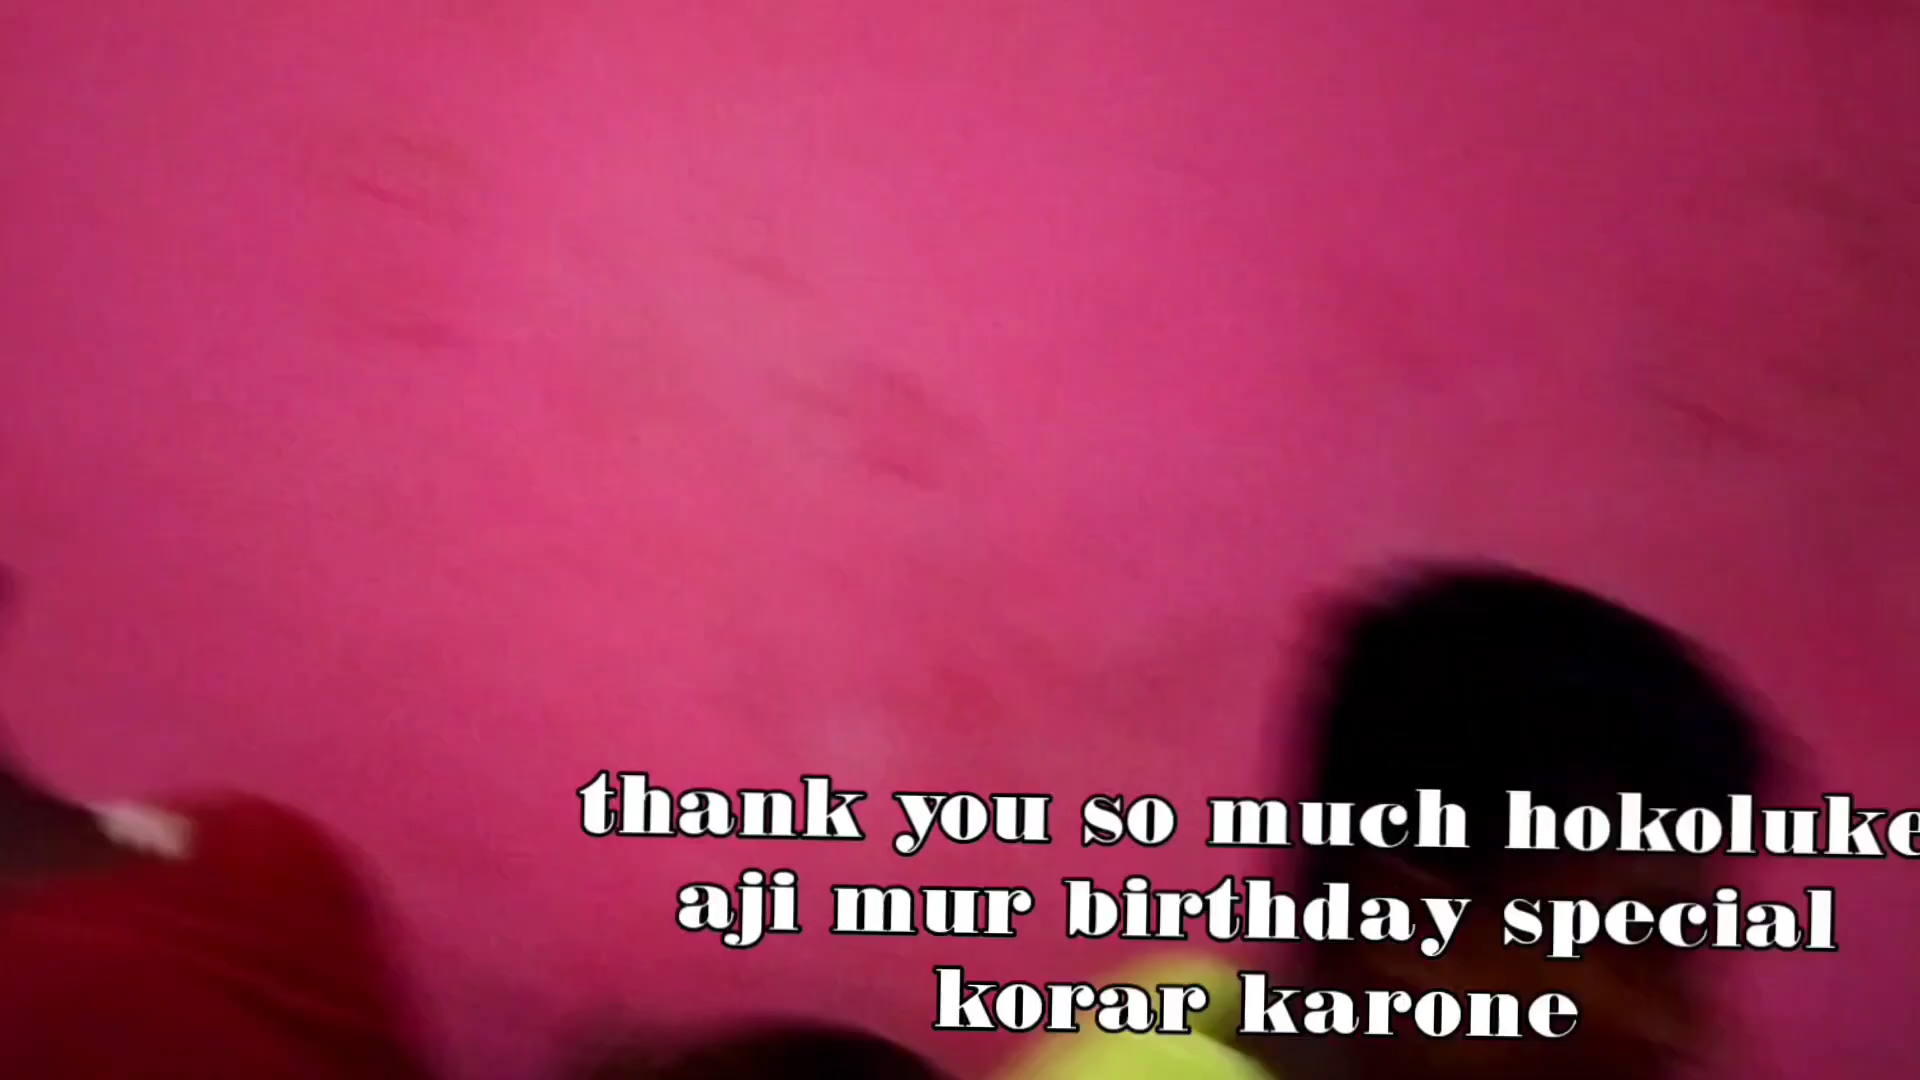 thank you so much hokoluke
aji mur birthday special
korar karone